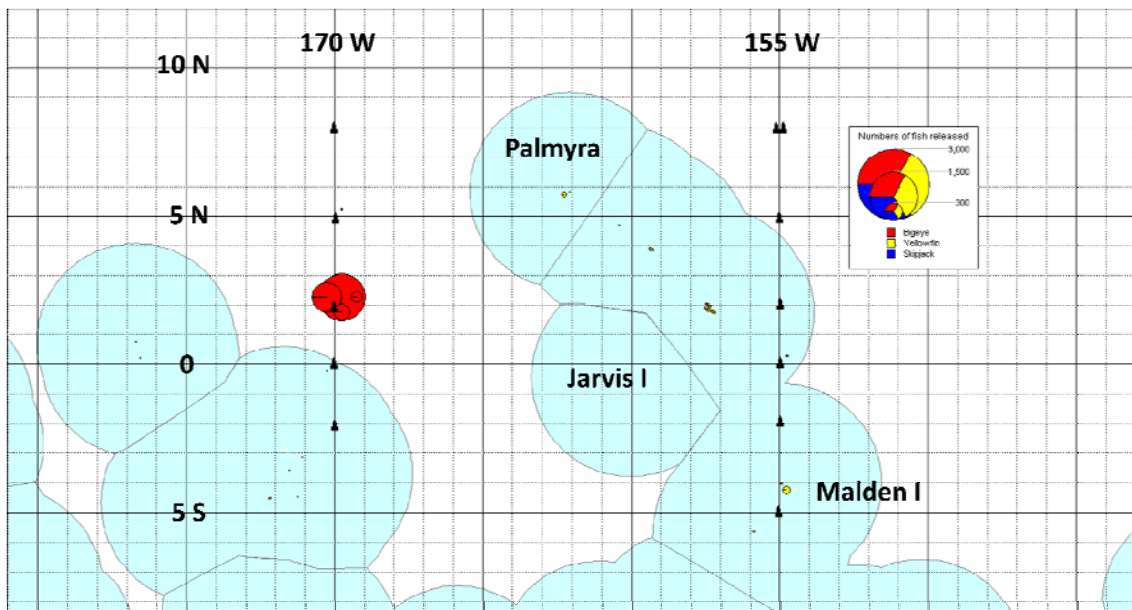 170 W
155 W
10 N
Palmyra
Numbers of fish released
3,000
1,500
300
Bigeye
Yellowfin
Skipjack
5 N
0
Jarvis I
Malden I
5 S